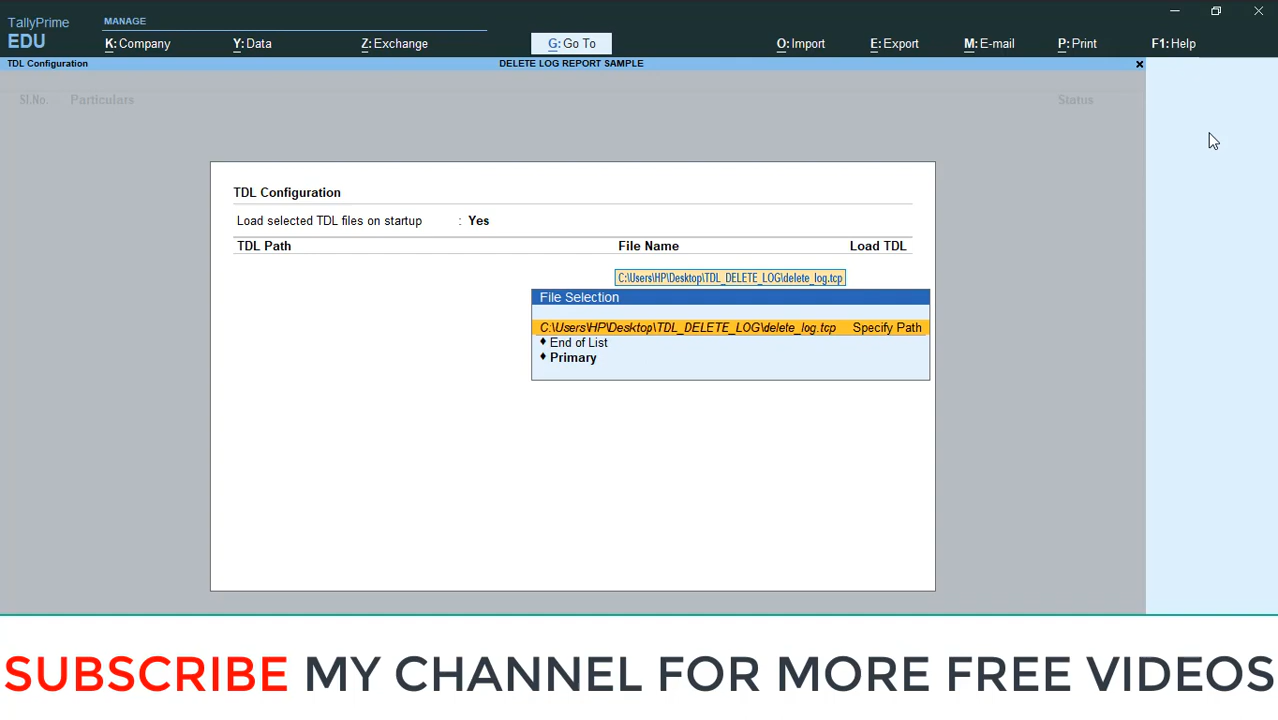 TallyPrime
EDU
MANAGE
K: Company
Y: Data
Z: Exchange
G: Go To
O: Import
E: Export
M: E-mail
P: Print
F1: Help
TDL Configuration
DELETE LOG REPORT SAMPLE
Sl.No. Particulars Status
TDL Configuration
Load selected TDL files on startup : Yes
TDL Path File Name Load TDL
C:\Users\HP\Desktop\TDL_DELETE_LOG\delete_log.tcp
File Selection
C:\Users\HP\Desktop\TDL_DELETE_LOG\delete_log.tcp Specify Path
♦ End of List
♦ Primary
SUBSCRIBE MY CHANNEL FOR MORE FREE VIDEOS